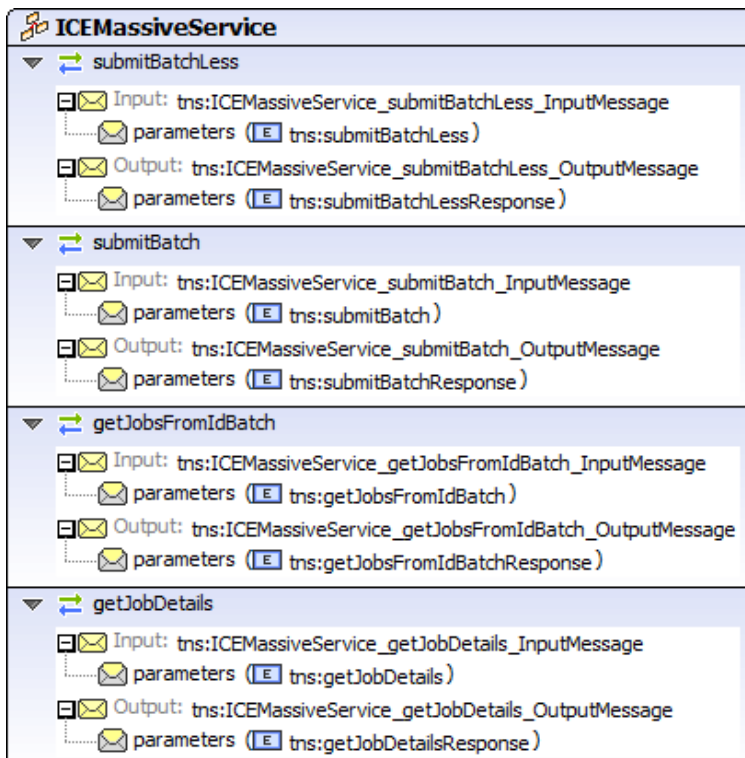 ICEMassiveService
submitBatchLess
Input: tns:ICEMassiveService_submitBatchLess_InputMessage
parameters (E tns:submitBatchLess)
Output: tns:ICEMassiveService_submitBatchLess_OutputMessage
parameters (E tns:submitBatchLessResponse)
submitBatch
Input: tns:ICEMassiveService_submitBatch_InputMessage
parameters (E tns:submitBatch)
Output: tns:ICEMassiveService_submitBatch_OutputMessage
parameters (E tns:submitBatchResponse)
getJobsFromIdBatch
Input: tns:ICEMassiveService_getJobsFromIdBatch_InputMessage
parameters (E tns:getJobsFromIdBatch)
Output: tns:ICEMassiveService_getJobsFromIdBatch_OutputMessage
parameters (E tns:getJobsFromIdBatchResponse)
getJobDetails
Input: tns:ICEMassiveService_getJobDetails_InputMessage
parameters (E tns:getJobDetails)
Output: tns:ICEMassiveService_getJobDetails_OutputMessage
parameters (E tns:getJobDetailsResponse)